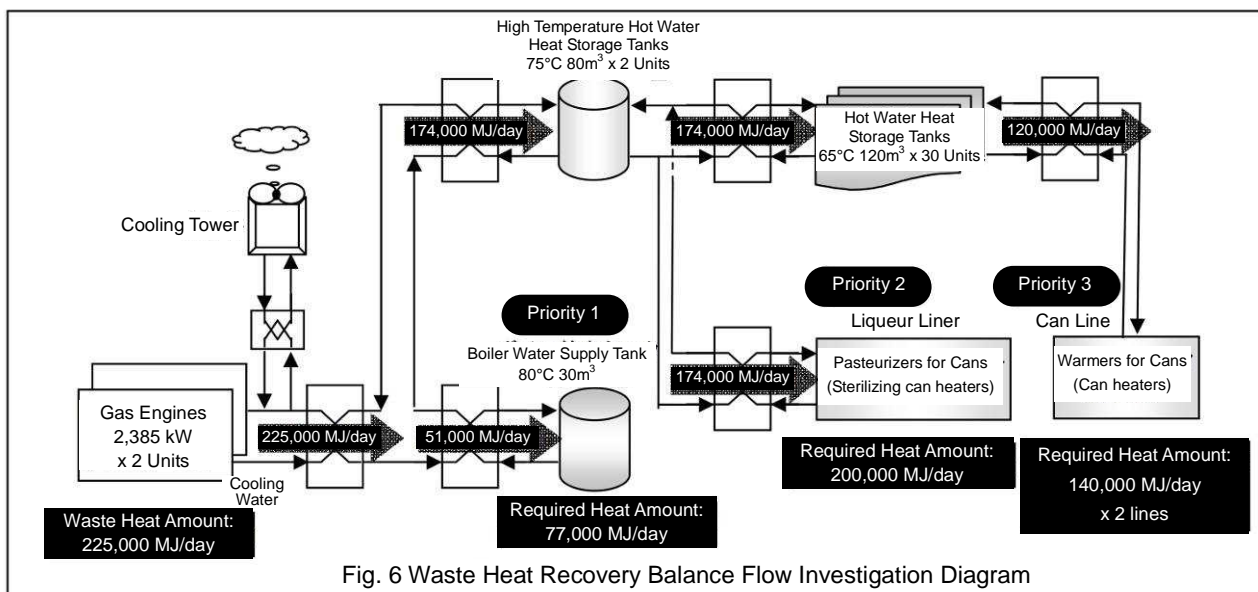 High Temperature Hot Water
Heat Storage Tanks
75°C 80m³ x 2 Units
174,000 MJ/day
174,000 MJ/day
Hot Water Heat
Storage Tanks
65°C 120m³ x 30 Units
120,000 MJ/day
Cooling Tower
Priority 1
Boiler Water Supply Tank
80°C 30m³
Priority 2
Liqueur Liner
Priority 3
Can Line
Gas Engines
2,385 kW
x 2 Units
225,000 MJ/day
51,000 MJ/day
174,000 MJ/day
Pasteurizers for Cans
(Sterilizing can heaters)
Warmers for Cans
(Can heaters)
Cooling
Water
Waste Heat Amount:
225,000 MJ/day
Required Heat Amount:
77,000 MJ/day
Required Heat Amount:
200,000 MJ/day
Required Heat Amount:
140,000 MJ/day
x 2 lines
Fig. 6 Waste Heat Recovery Balance Flow Investigation Diagram